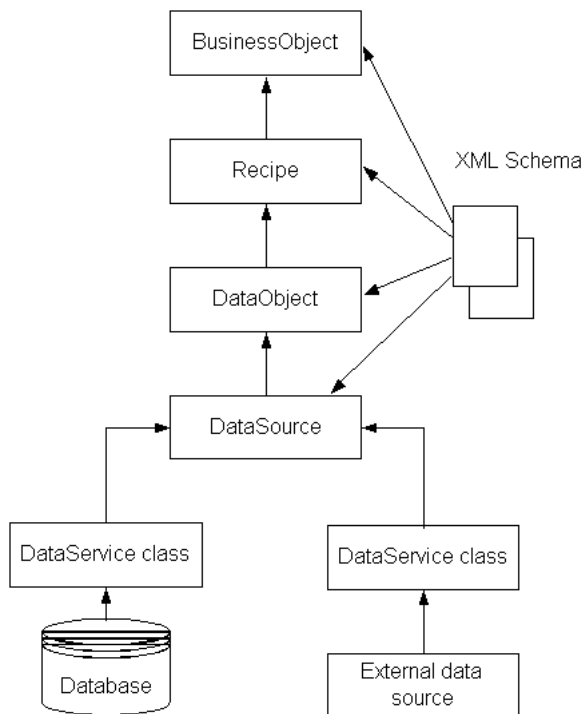 BusinessObject
XML Schema
Recipe
DataObject
DataSource
DataService class
DataService class
Database
External data
source